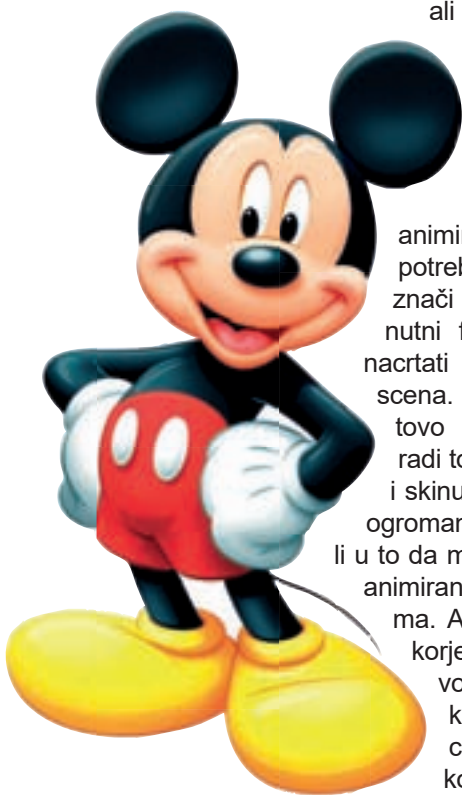 ali
animir
potreb
znači
nutni f
nacrtati
scena.
tovo
radi to
i skinu
ogroman
li u to da m
animiran
ma. A
korje
vo
k
c
ko